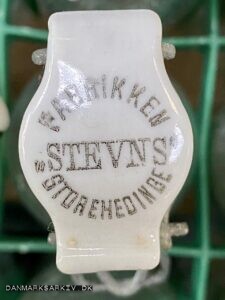 FABRIKKEN
"STEVNS"
STOREHEDINGE
DANMARKSARKIV.DK